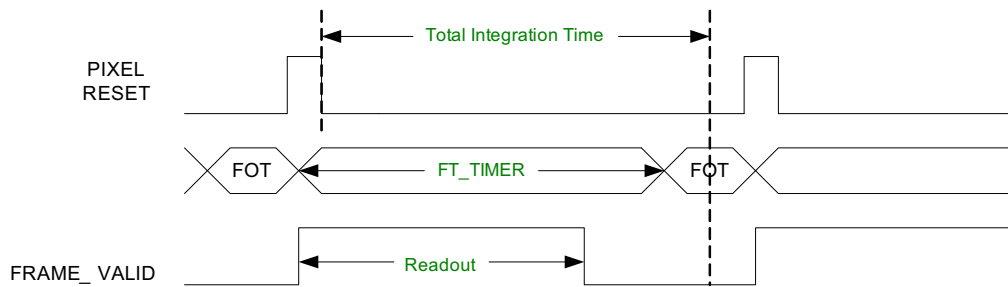 Total Integration Time
PIXEL
RESET
FOT
FT_TIMER
FOT
FRAME_ VALID
Readout